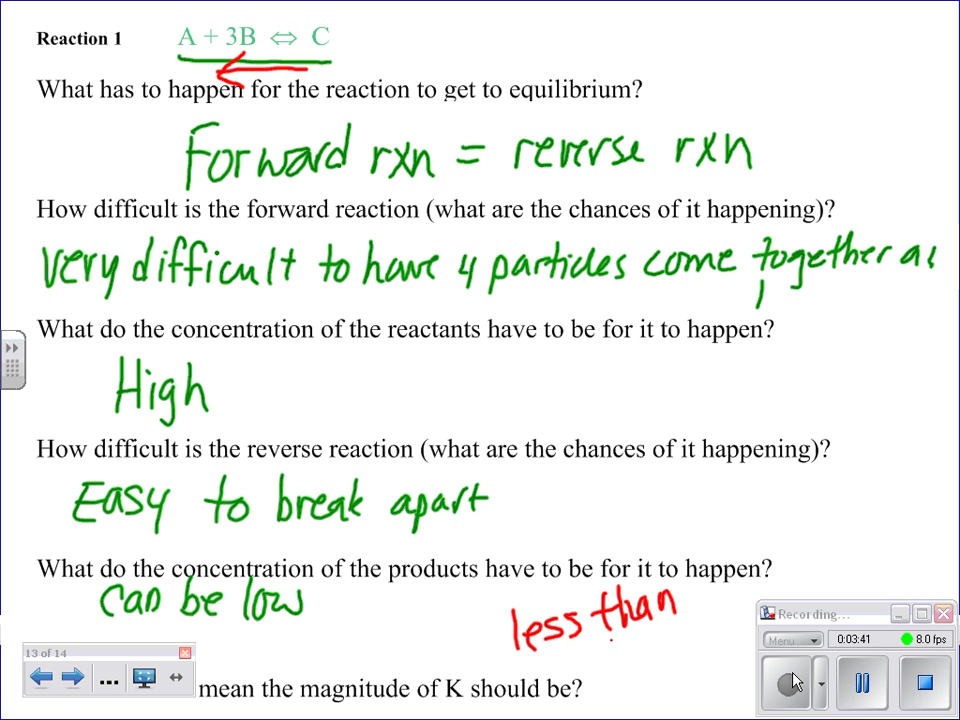 Reaction 1 A + 3B ⇔ C
What has to happen for the reaction to get to equilibrium?
Forward rxn = reverse rxn
How difficult is the forward reaction (what are the chances of it happening)?
Very difficult to have 4 particles come together as
1
What do the concentration of the reactants have to be for it to happen?
High
How difficult is the reverse reaction (what are the chances of it happening)?
Easy to break apart
What do the concentration of the products have to be for it to happen?
can be low
less than
mean the magnitude of K should be?
13 of 14
...
Recording...
Menu 0:03:41 8.0 fps